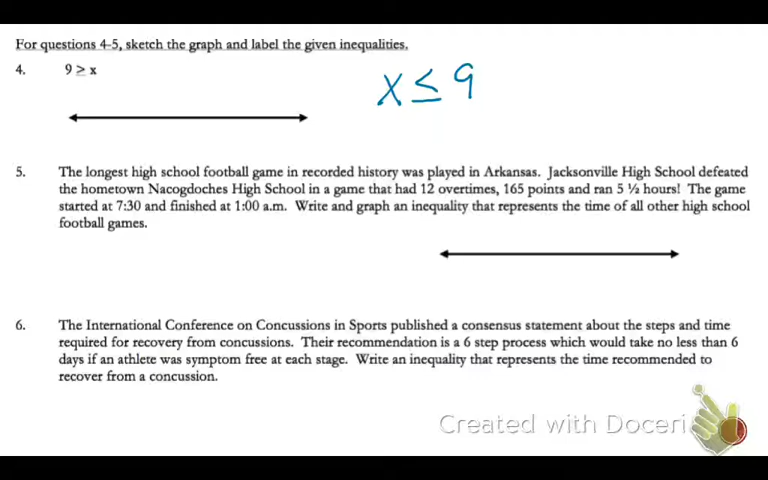 For questions 4-5, sketch the graph and label the given inequalities.
4. 9 ≥ x
x ≤ 9
5. The longest high school football game in recorded history was played in Arkansas. Jacksonville High School defeated
the hometown Nacogdoches High School in a game that had 12 overtimes, 165 points and ran 5 ½ hours! The game
started at 7:30 and finished at 1:00 a.m. Write and graph an inequality that represents the time of all other high school
football games.
6. The International Conference on Concussions in Sports published a consensus statement about the steps and time
required for recovery from concussions. Their recommendation is a 6 step process which would take no less than 6
days if an athlete was symptom free at each stage. Write an inequality that represents the time recommended to
recover from a concussion.
Created with Doceri